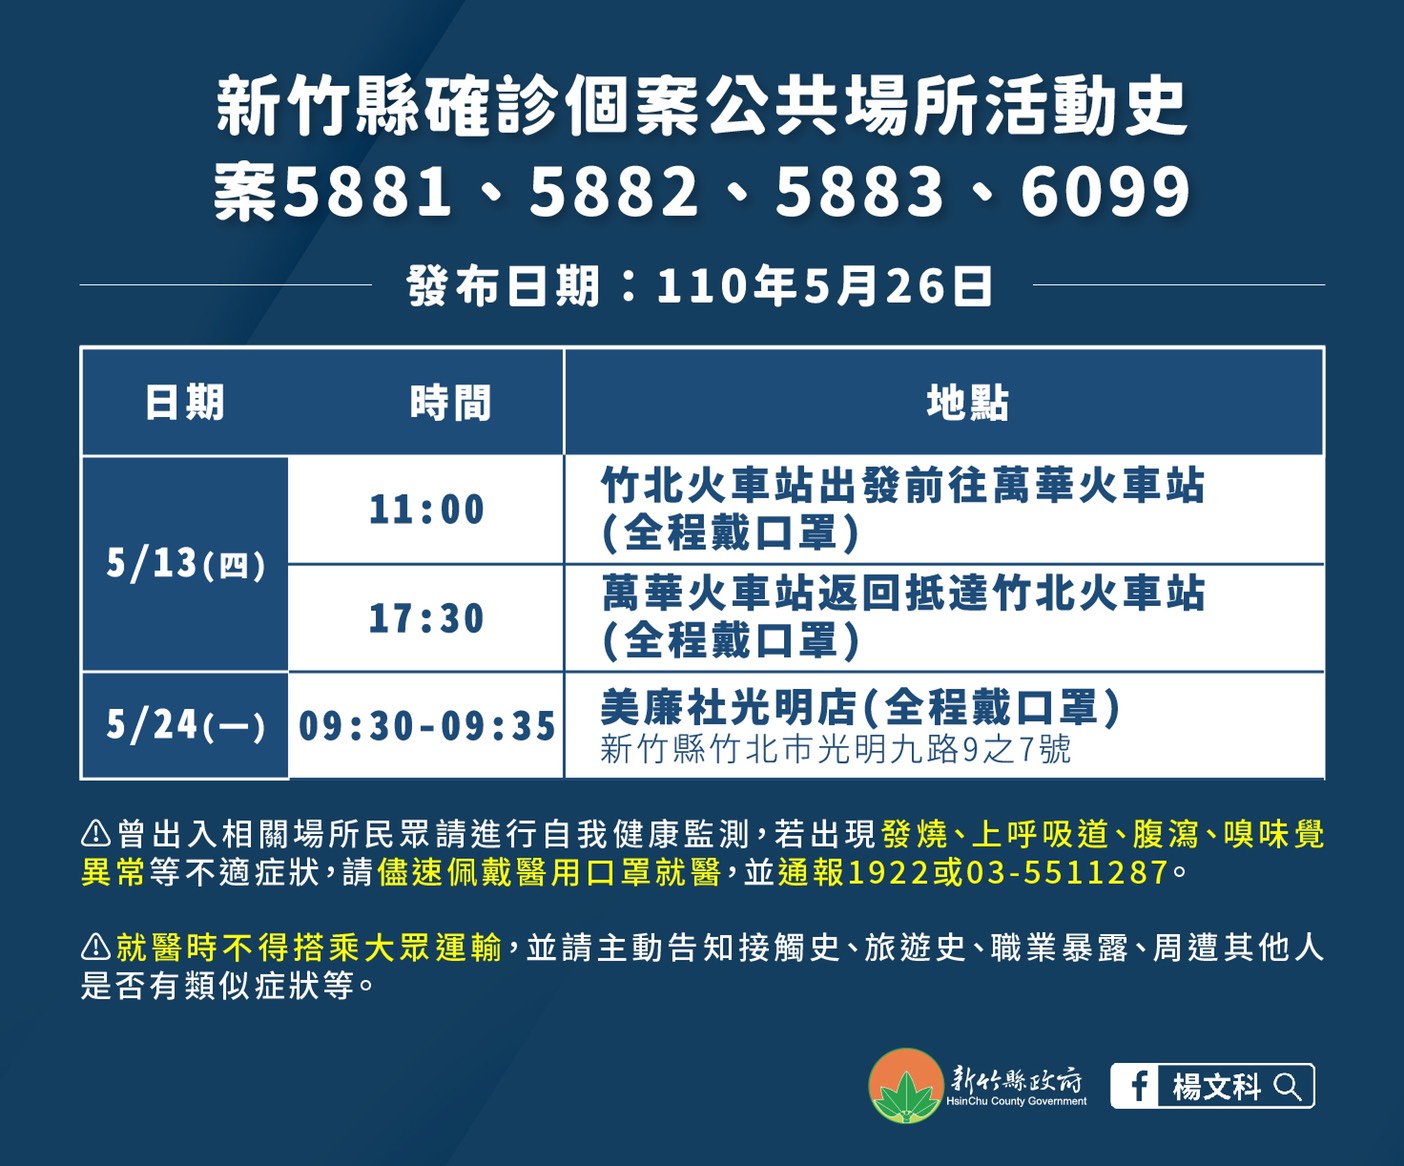 新竹縣確診個案公共場所活動史
案5881、5882、5883、6099
發布日期：110年5月26日
日期 時間 地點
5/13(四)
11:00
竹北火車站出發前往萬華火車站
(全程戴口罩)
17:30
萬華火車站返回抵達竹北火車站
(全程戴口罩)
5/24(一) 09:30-09:35
美廉社光明店(全程戴口罩)
新竹縣竹北市光明九路9之7號
⚠曾出入相關場所民眾請進行自我健康監測，若出現發燒、上呼吸道、腹瀉、嗅味覺
異常等不適症狀，請儘速佩戴醫用口罩就醫，並通報1922或03-5511287。
⚠就醫時不得搭乘大眾運輸，並請主動告知接觸史、旅遊史、職業暴露、周遭其他人
是否有類似症狀等。
新竹縣政府
HsinChu County Government
f 楊文科